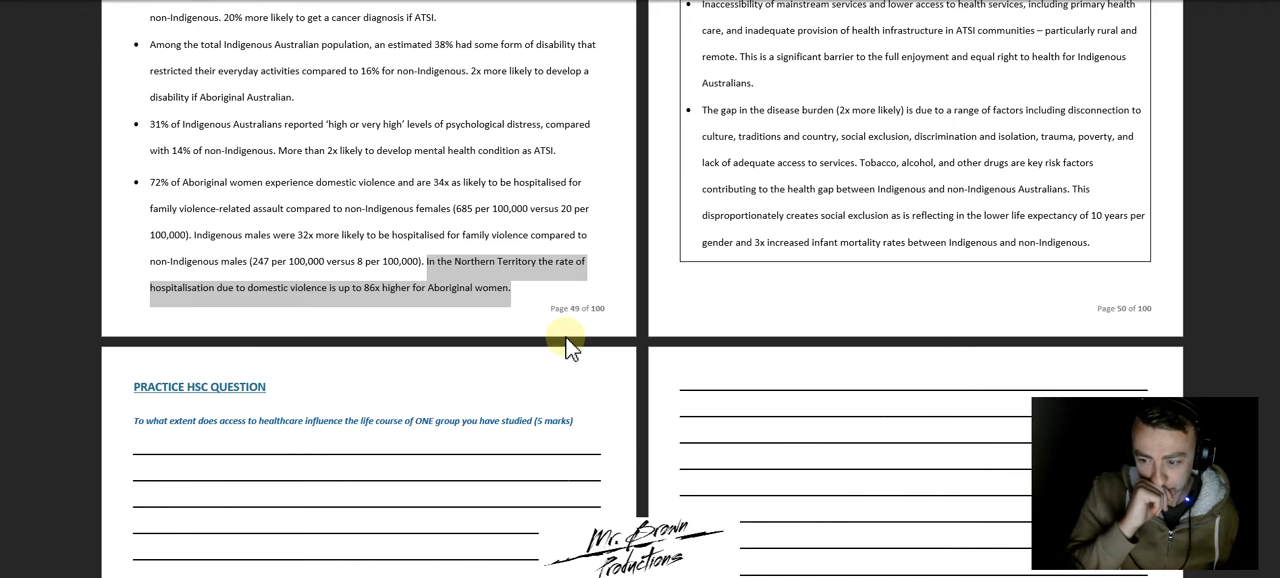 non-Indigenous. 20% more likely to get a cancer diagnosis if ATSI.
• Among the total Indigenous Australian population, an estimated 38% had some form of disability that
restricted their everyday activities compared to 16% for non-Indigenous. 2x more likely to develop a
disability if Aboriginal Australian.
• 31% of Indigenous Australians reported ‘high or very high’ levels of psychological distress, compared
with 14% of non-Indigenous. More than 2x likely to develop mental health condition as ATSI.
• 72% of Aboriginal women experience domestic violence and are 34x as likely to be hospitalised for
family violence-related assault compared to non-Indigenous females (685 per 100,000 versus 20 per
100,000). Indigenous males were 32x more likely to be hospitalised for family violence compared to
non-Indigenous males (247 per 100,000 versus 8 per 100,000). In the Northern Territory the rate of
hospitalisation due to domestic violence is up to 86x higher for Aboriginal women.
Page 49 of 100
Inaccessibility of mainstream services and lower access to health services, including primary health
care, and inadequate provision of health infrastructure in ATSI communities – particularly rural and
remote. This is a significant barrier to the full enjoyment and equal right to health for Indigenous
Australians.
• The gap in the disease burden (2x more likely) is due to a range of factors including disconnection to
culture, traditions and country, social exclusion, discrimination and isolation, trauma, poverty, and
lack of adequate access to services. Tobacco, alcohol, and other drugs are key risk factors
contributing to the health gap between Indigenous and non-Indigenous Australians. This
disproportionately creates social exclusion as is reflecting in the lower life expectancy of 10 years per
gender and 3x increased infant mortality rates between Indigenous and non-Indigenous.
Page 50 of 100
PRACTICE HSC QUESTION
To what extent does access to healthcare influence the life course of ONE group you have studied (5 marks)
Mr. Brown
Productions